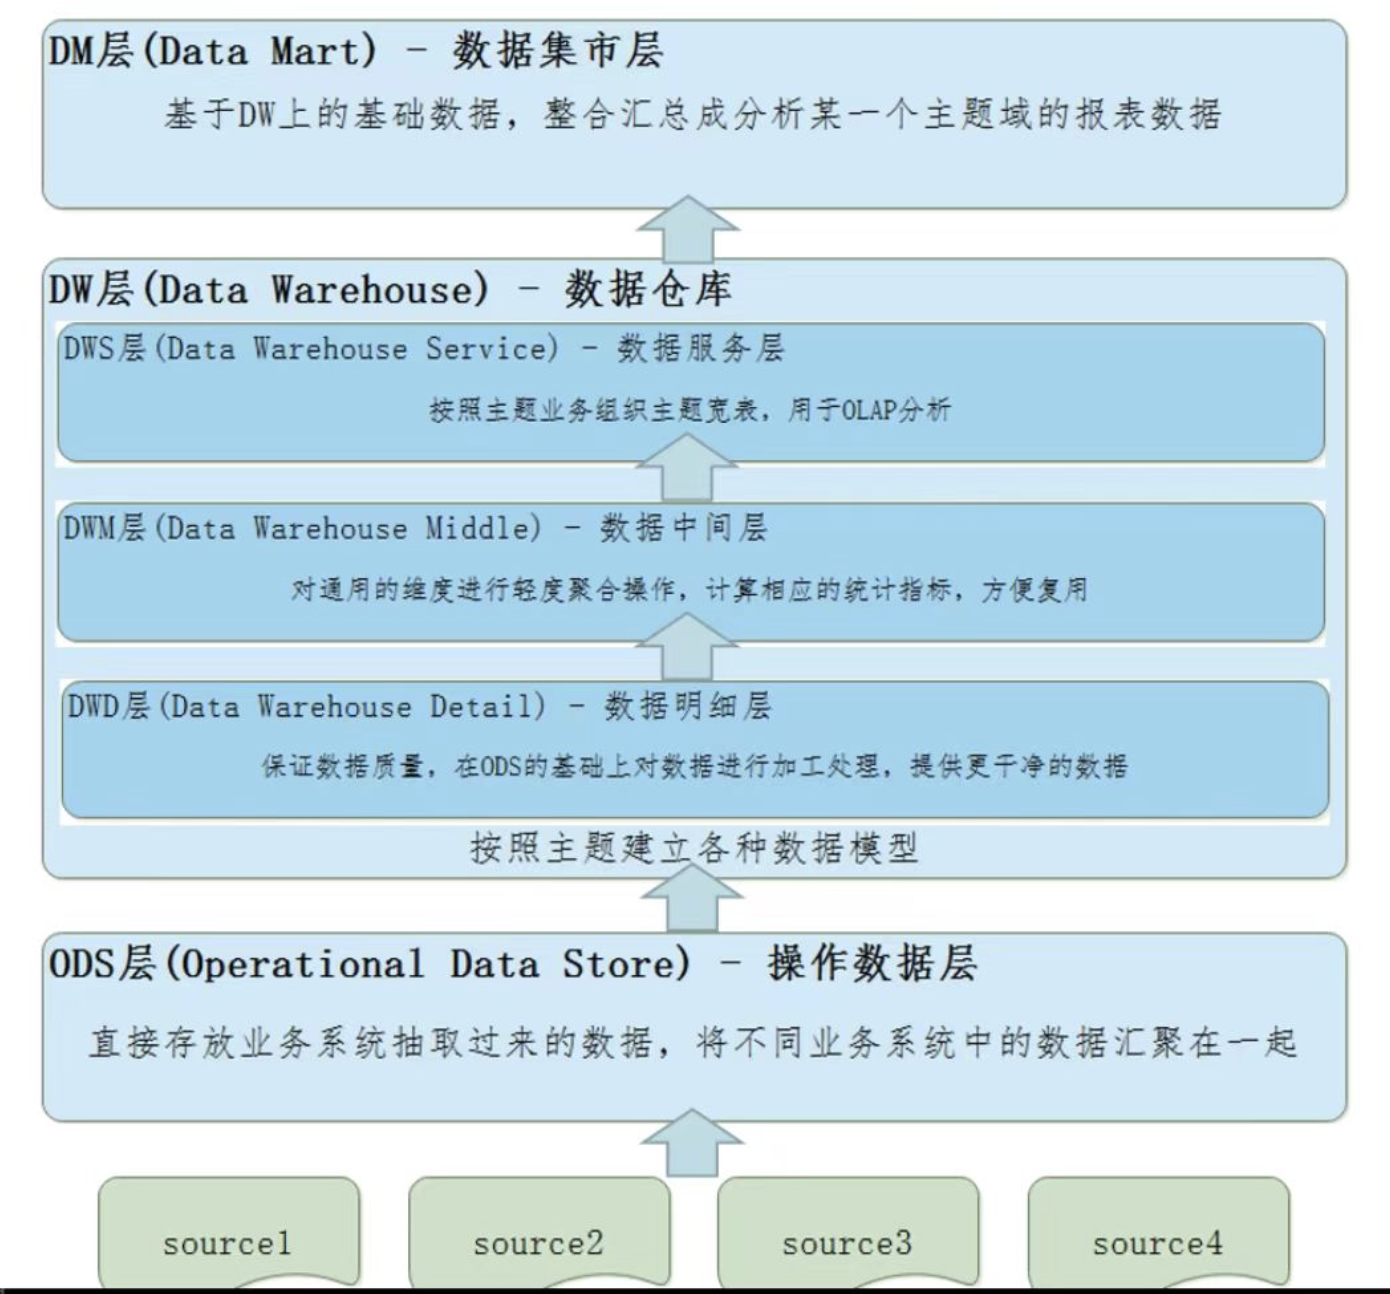 DM层(Data Mart) - 数据集市层
基于DW上的基础数据，整合汇总成分析某一个主题域的报表数据
DW层(Data Warehouse) - 数据仓库
DWS层(Data Warehouse Service) - 数据服务层
按照主题业务组织主题宽表，用于OLAP分析
DWM层(Data Warehouse Middle) - 数据中间层
对通用的维度进行轻度聚合操作，计算相应的统计指标，方便复用
DWD层(Data Warehouse Detail) - 数据明细层
保证数据质量，在ODS的基础上对数据进行加工处理，提供更干净的数据
按照主题建立各种数据模型
ODS层(Operational Data Store) - 操作数据层
直接存放业务系统抽取过来的数据，将不同业务系统中的数据汇聚在一起
source1
source2
source3
source4